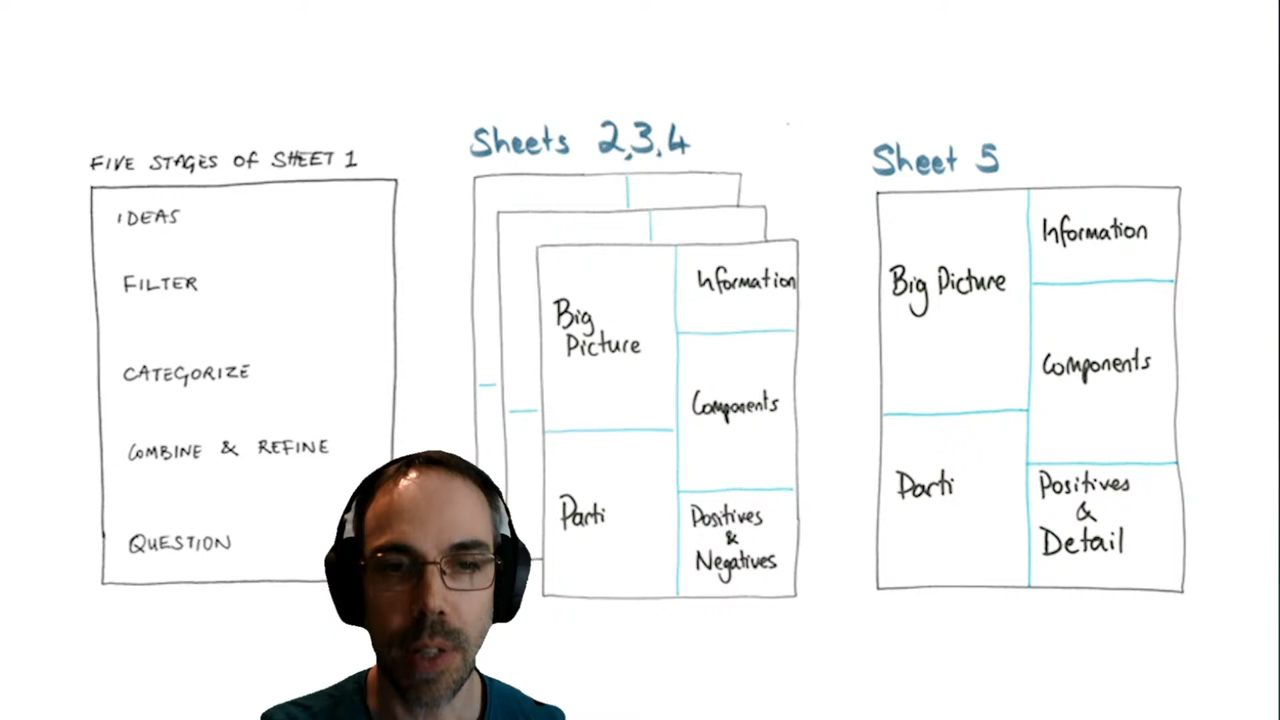 FIVE STAGES OF SHEET 1
IDEAS
FILTER
CATEGORIZE
COMBINE & REFINE
QUESTION
Sheets 2,3,4
Big
Picture
Parti
Information
Components
Positives
&
Negatives
Sheet 5
Big Picture
Parti
Information
Components
Positives
&
Detail